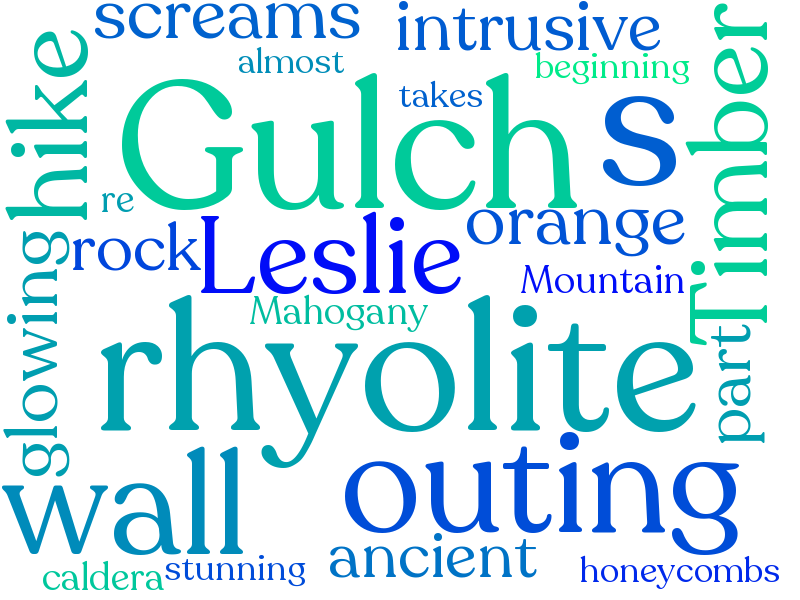 screams
intrusive
almost
beginning
takes
hike
Gulch
s
Timber
re
rock
Leslie
orange
Mountain
Mahogany
glowing
rhyolite
part
wall
outing
ancient
caldera
stunning
honeycombs